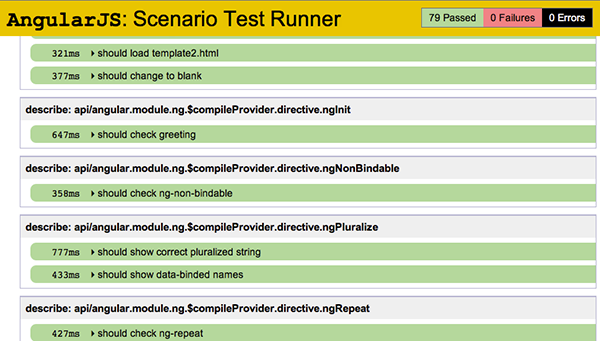 AngularJS: Scenario Test Runner
79 Passed 0 Failures 0 Errors
321ms should load template2.html
377ms should change to blank
describe: api/angular.module.ng.$compileProvider.directive.ngInit
647ms should check greeting
describe: api/angular.module.ng.$compileProvider.directive.ngNonBindable
358ms should check ng-non-bindable
describe: api/angular.module.ng.$compileProvider.directive.ngPluralize
777ms should show correct pluralized string
433ms should show data-binded names
describe: api/angular.module.ng.$compileProvider.directive.ngRepeat
427ms should check ng-repeat